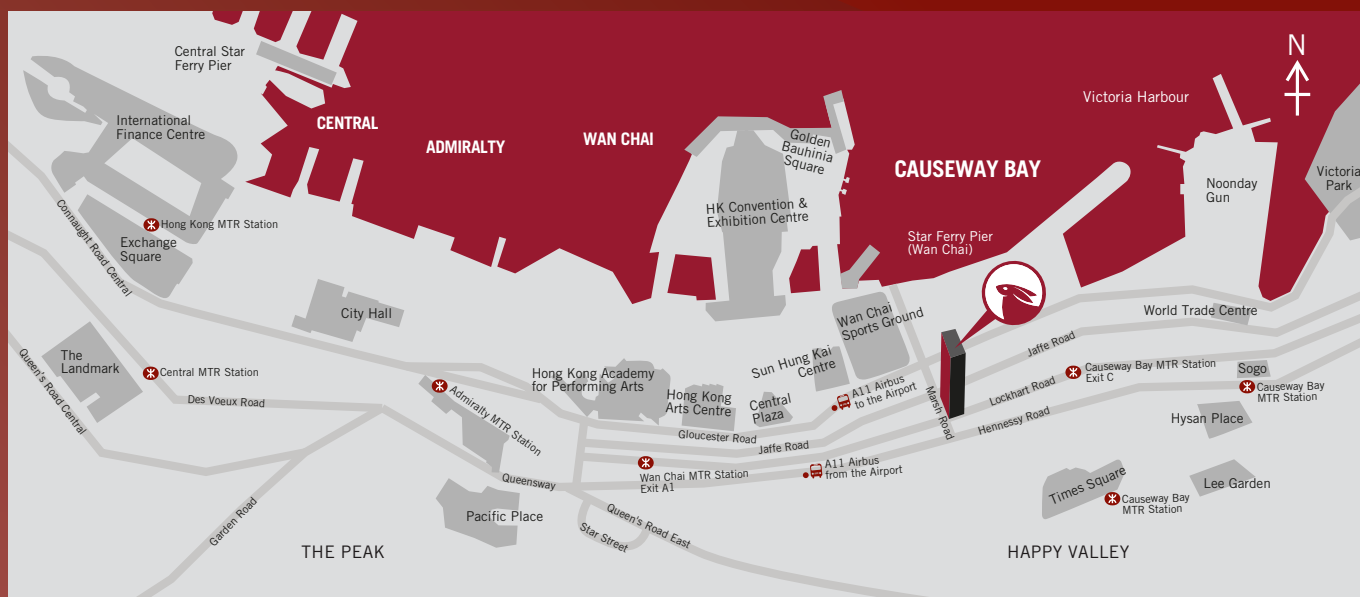 N
Central Star
Ferry Pier
Victoria Harbour
International
Finance Centre
CENTRAL
ADMIRALTY
WAN CHAI
Golden
Bauhinia
Square
CAUSEWAY BAY
Victoria
Park
Noonday
Gun
HK Convention &
Exhibition Centre
Connaught Road Central
Hong Kong MTR Station
Exchange
Square
Star Ferry Pier
(Wan Chai)
City Hall
Wan Chai
Sports Ground
World Trade Centre
Jaffe Road
The
Landmark
Queen's Road Central
Central MTR Station
Des Voeux Road
Admiralty MTR Station
Hong Kong Academy
for Performing Arts
Hong Kong
Arts Centre
Sun Hung Kai
Centre
Central
Plaza
A11 Airbus
to the Airport
Marsh Road
Lockhart Road
Causeway Bay MTR Station
Exit C
Sogo
Causeway Bay
MTR Station
Hennessy Road
Hysan Place
Gloucester Road
Jaffe Road
Wan Chai MTR Station
Exit A1
A11 Airbus
from the Airport
Queensway
Times Square
Lee Garden
Causeway Bay
MTR Station
Pacific Place
Garden Road
Star Street
Queen's Road East
THE PEAK
HAPPY VALLEY